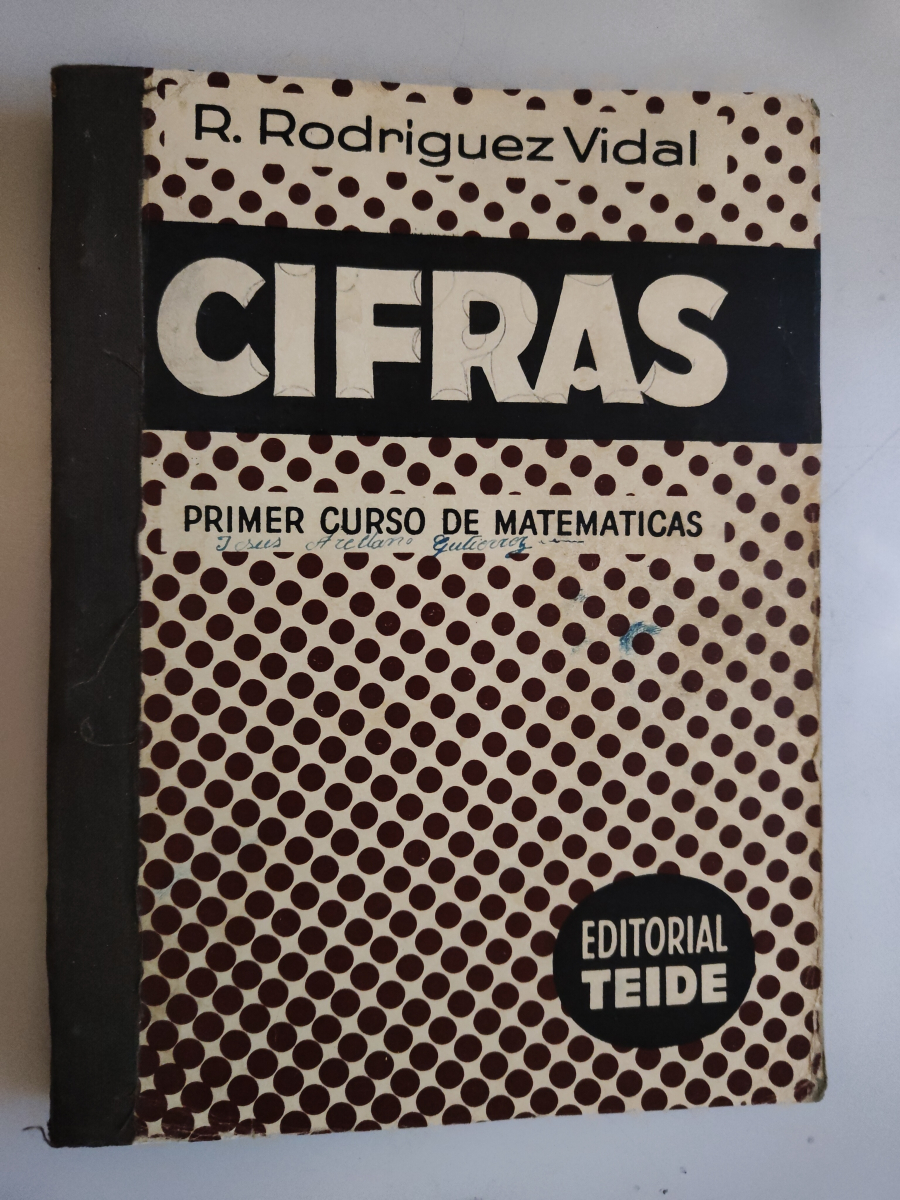 R. Rodriguez Vidal
CIFRAS
PRIMER CURSO DE MATEMATICAS
Jesus Arellano Gutierrez
EDITORIAL
TEIDE